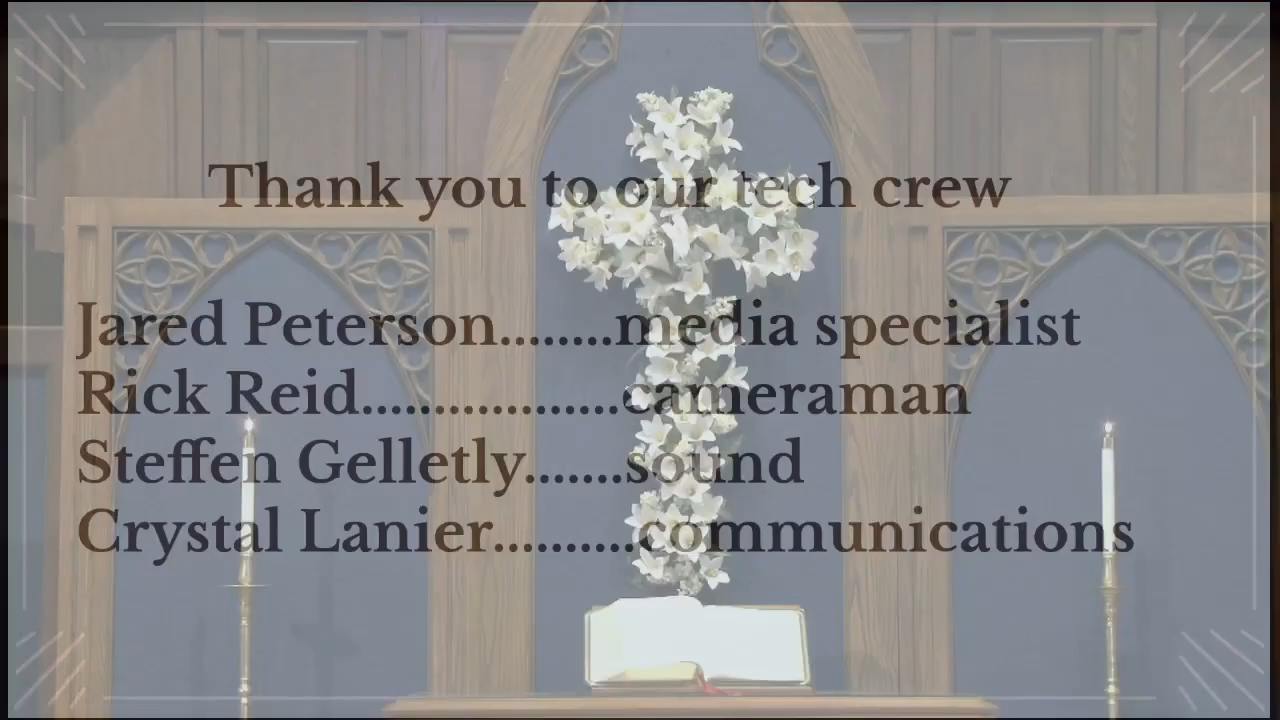 Thank you to our tech crew
Jared Peterson........media specialist
Rick Reid..................cameraman
Steffen Gelletly.......sound
Crystal Lanier..........communications